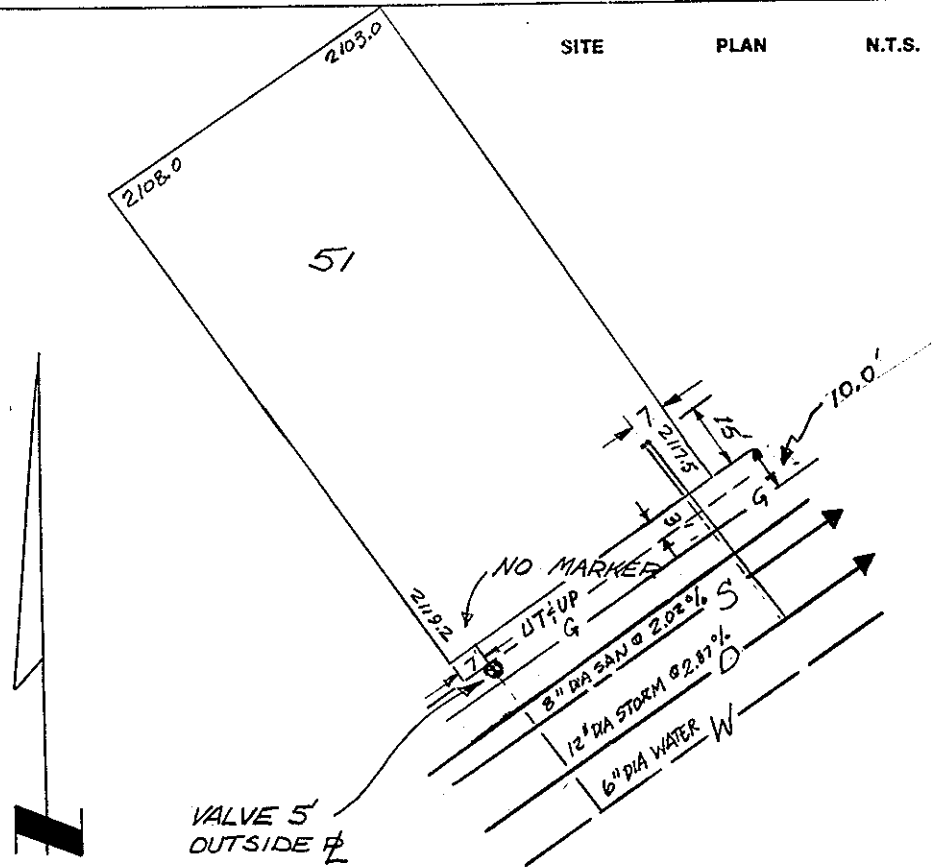 SITE PLAN N.T.S.
2103.0
2108.0
51
10.0'
7
2117.5
15'
3'
G
NO MARKER
2119.2
7
UT&UP
G
8" DIA SAN @ 2.02% S
12" DIA STORM @ 2.87% D
6" DIA WATER W
VALVE 5'
OUTSIDE PL